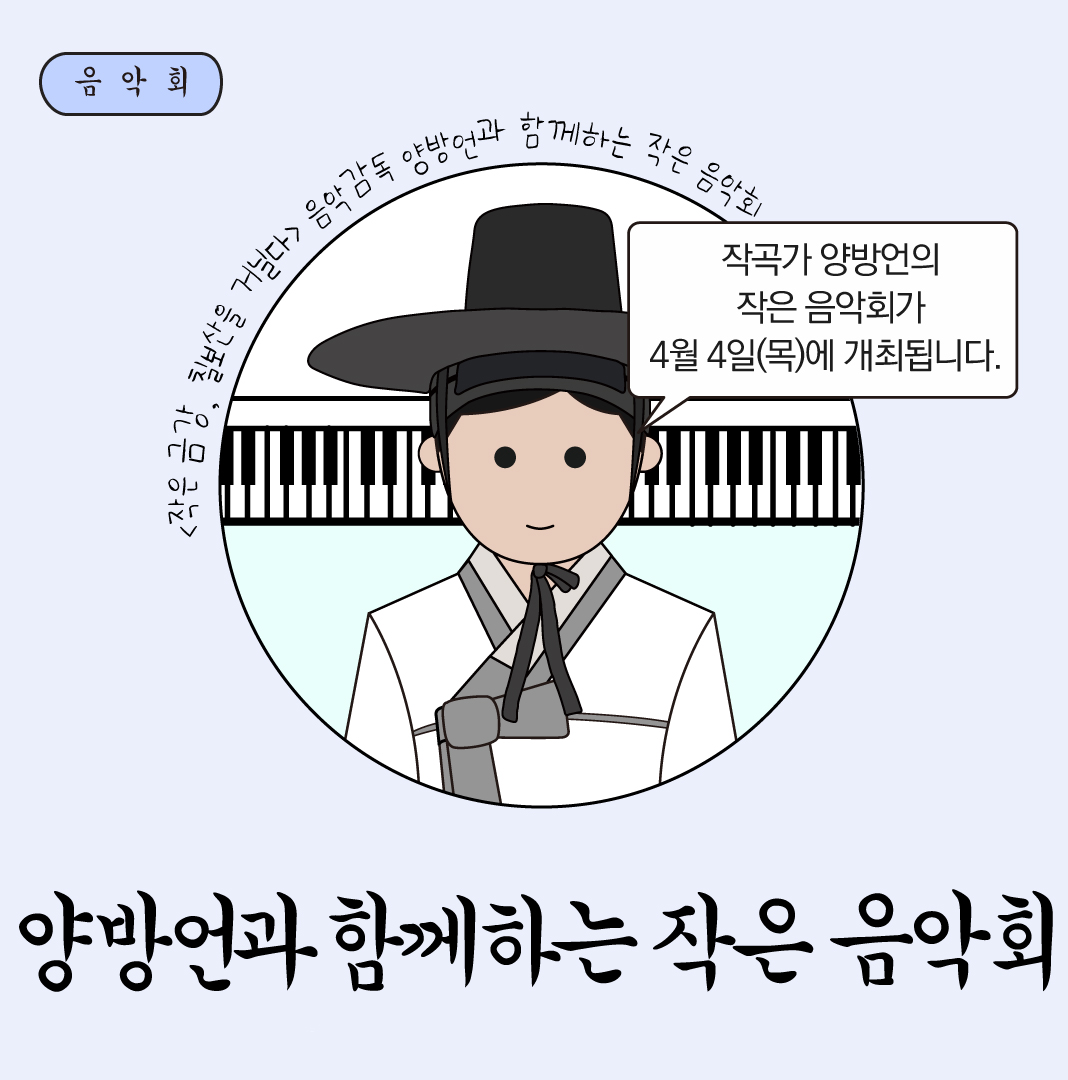 음악회
<작은 금강, 칠보산을 거닐다> 음악감독 양방언과 함께하는 작은 음악회
작곡가 양방언의
작은 음악회가
4월 4일(목)에 개최됩니다.
양방언과 함께하는 작은 음악회